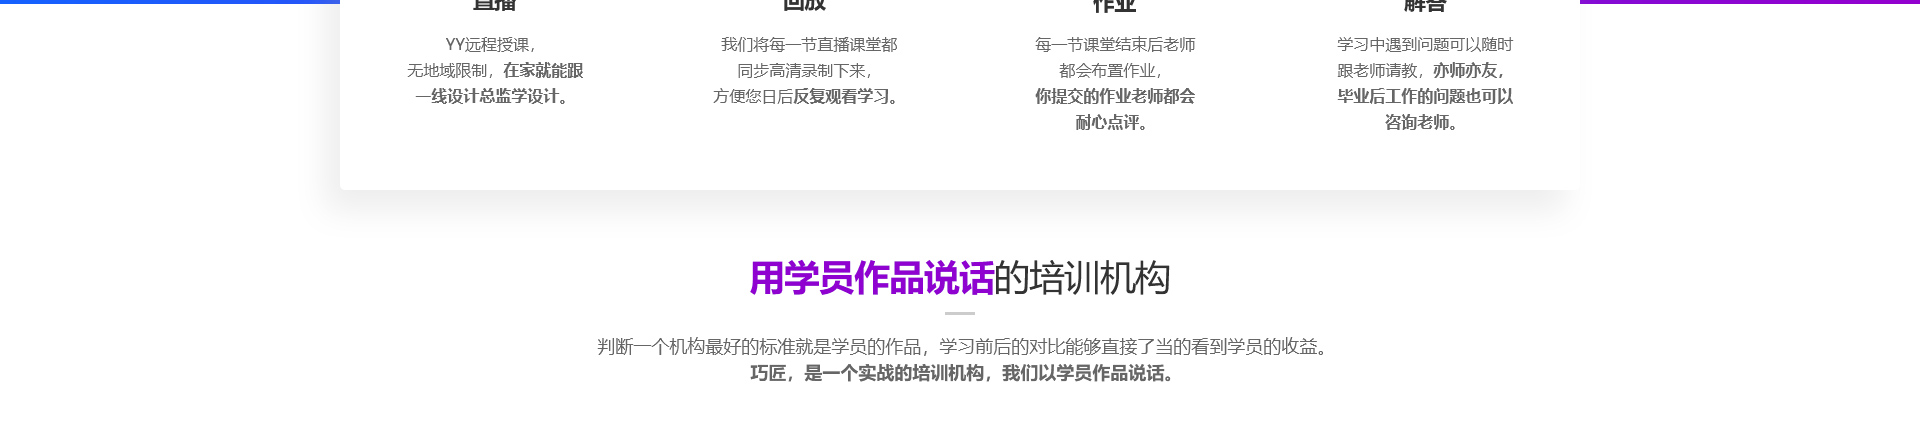 直播
YY远程授课，
无地域限制，在家就能跟
一线设计总监学设计。
回放
我们将每一节直播课堂都
同步高清录制下来，
方便您日后反复观看学习。
作业
每一节课堂结束后老师
都会布置作业，
你提交的作业老师都会
耐心点评。
解答
学习中遇到问题可以随时
跟老师请教，亦师亦友，
毕业后工作的问题也可以
咨询老师。
用学员作品说话的培训机构
判断一个机构最好的标准就是学员的作品，学习前后的对比能够直接了当的看到学员的收益。
巧匠，是一个实战的培训机构，我们以学员作品说话。